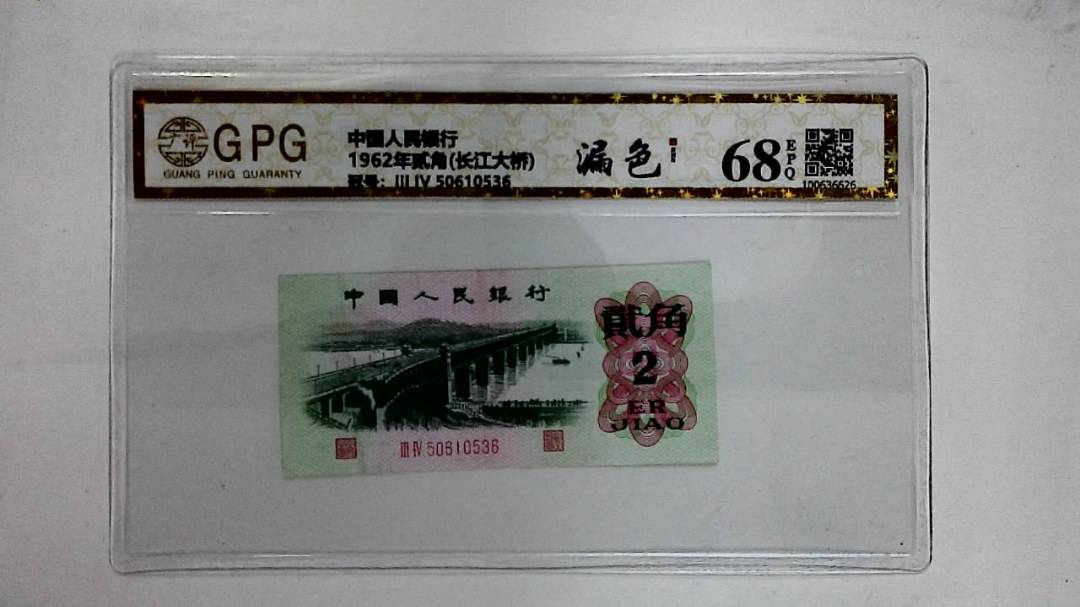 GPG
GUANG PING GUARANTY
中国人民银行
1962年贰角(长江大桥)
冠号: III IV 50610536
漏色
68
EPQ
100636626
中國人民銀行
貳角
2
ER
JIAO
III IV 50610536